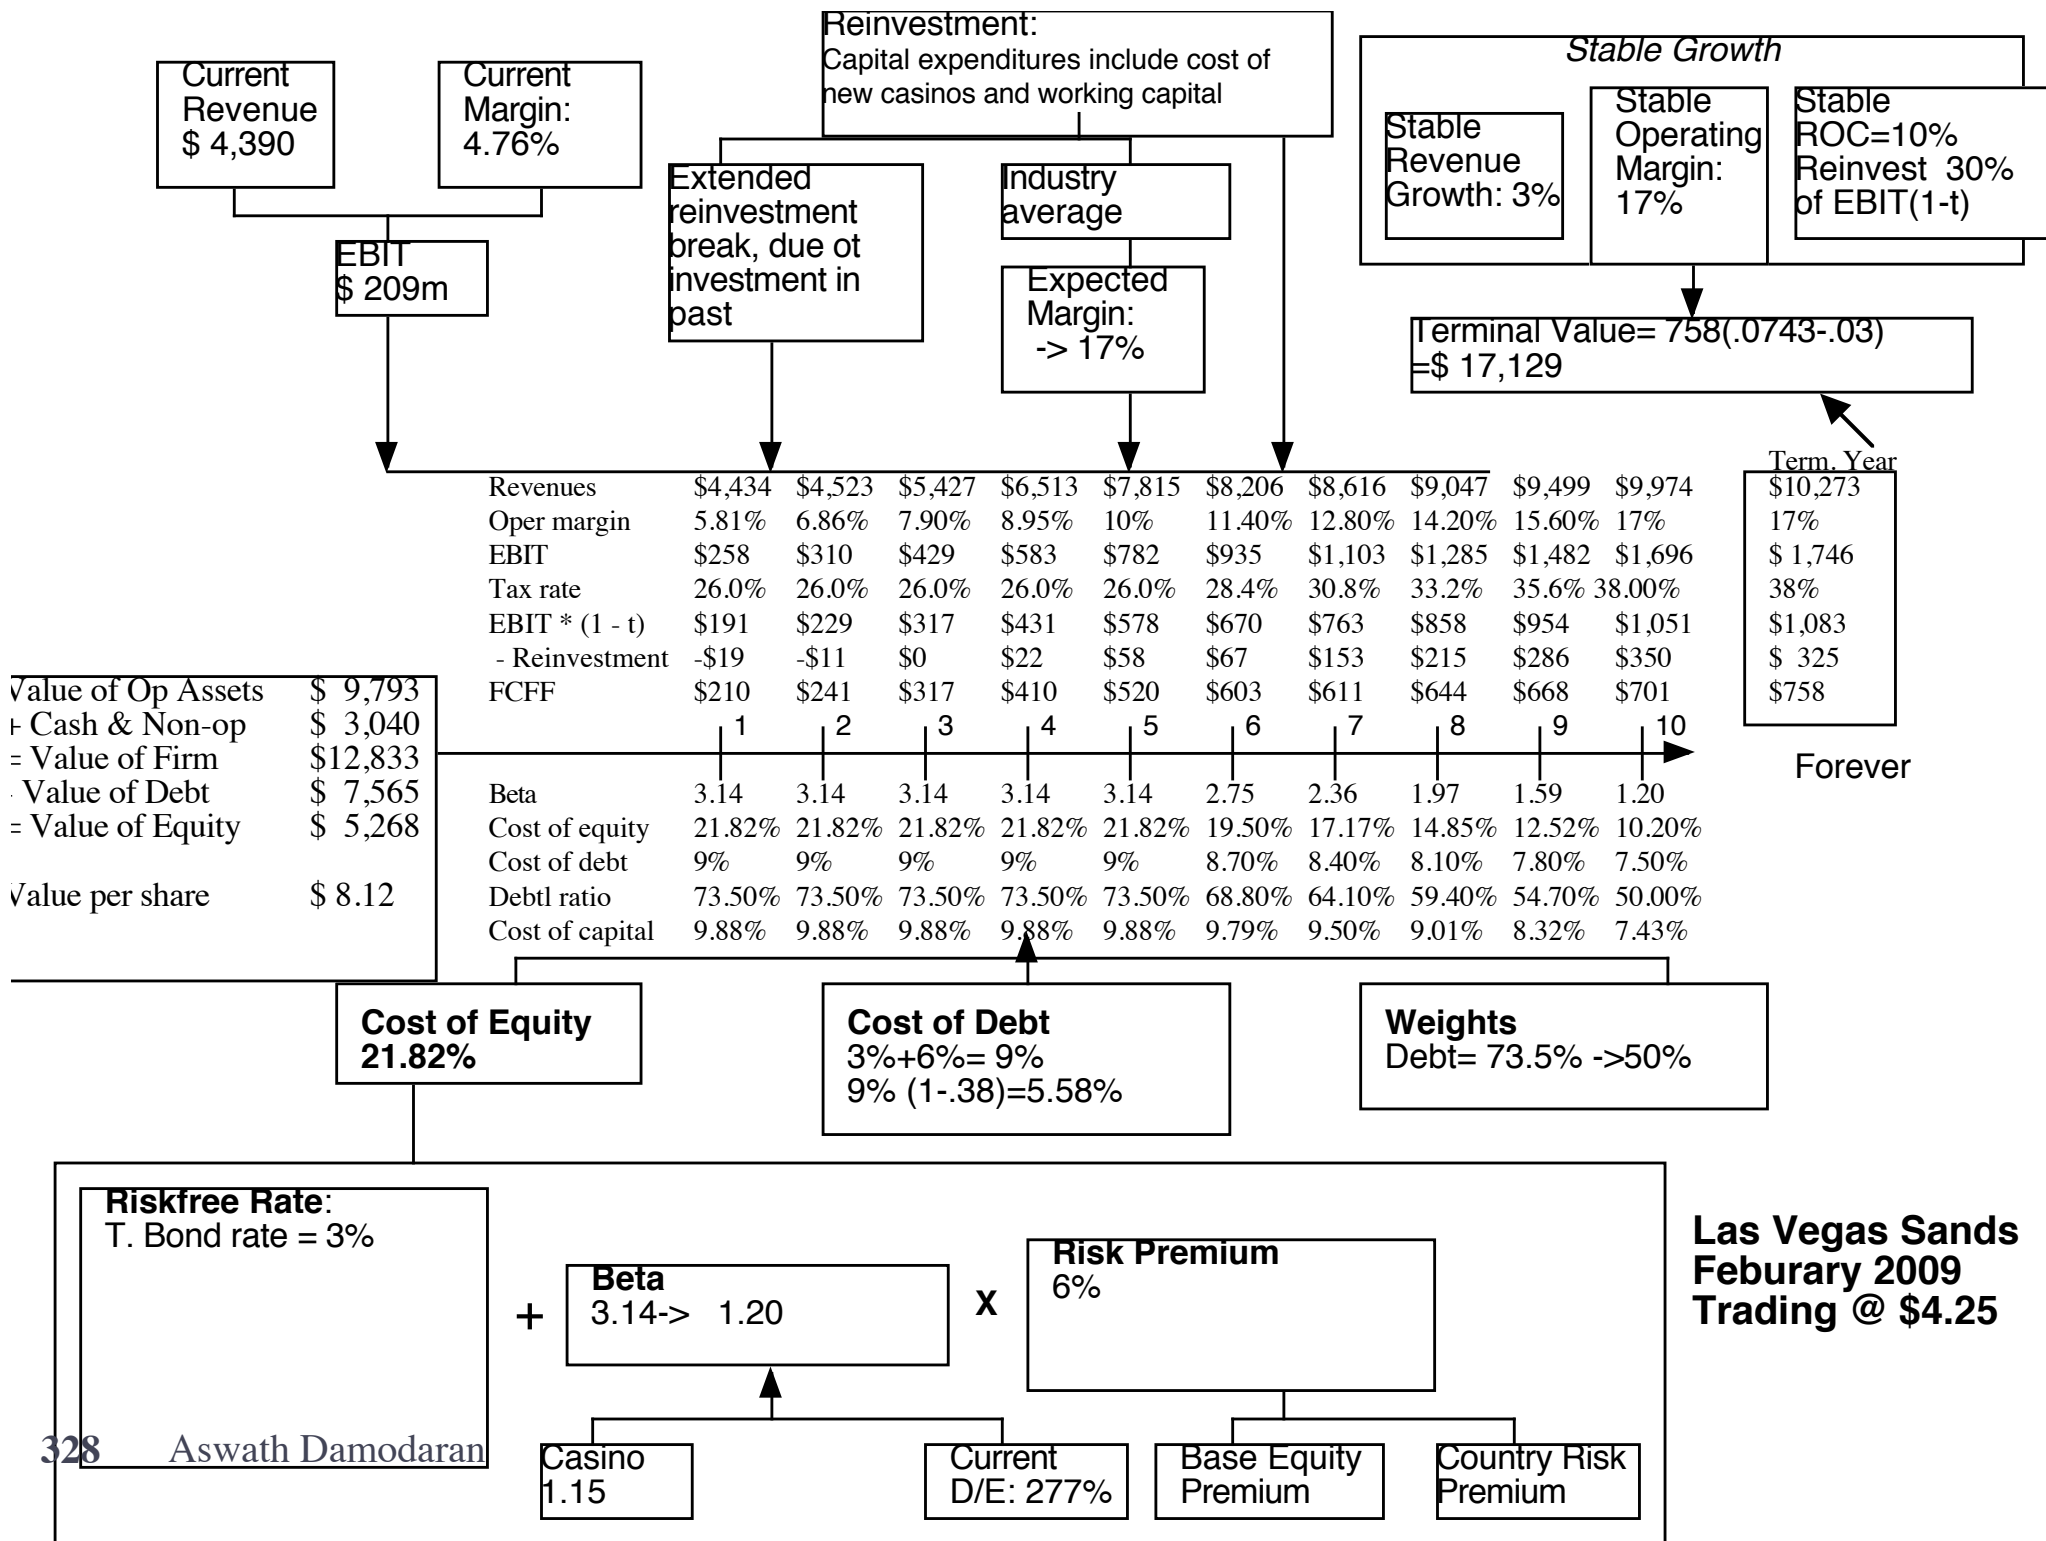 Reinvestment:
Capital expenditures include cost of
new casinos and working capital
Stable Growth
Current
Revenue
$ 4,390
Current
Margin:
4.76%
Extended
reinvestment
break, due ot
investment in
past
Industry
average
Stable
Revenue
Growth: 3%
Stable
Operating
Margin:
17%
Stable
ROC=10%
Reinvest 30%
of EBIT(1-t)
EBIT
$ 209m
Expected
Margin:
-> 17%
Terminal Value= 758(.0743-.03)
=$ 17,129
Term. Year
Revenues $4,434 $4,523 $5,427 $6,513 $7,815 $8,206 $8,616 $9,047 $9,499 $9,974 $10,273
Oper margin 5.81% 6.86% 7.90% 8.95% 10% 11.40% 12.80% 14.20% 15.60% 17% 17%
EBIT $258 $310 $429 $583 $782 $935 $1,103 $1,285 $1,482 $1,696 $ 1,746
Tax rate 26.0% 26.0% 26.0% 26.0% 26.0% 28.4% 30.8% 33.2% 35.6% 38.00% 38%
EBIT * (1 - t) $191 $229 $317 $431 $578 $670 $763 $858 $954 $1,051 $1,083
- Reinvestment -$19 -$11 $0 $22 $58 $67 $153 $215 $286 $350 $ 325
FCFF $210 $241 $317 $410 $520 $603 $611 $644 $668 $701 $758
1 2 3 4 5 6 7 8 9 10
Forever
Value of Op Assets $ 9,793
+ Cash & Non-op $ 3,040
= Value of Firm $12,833
- Value of Debt $ 7,565
= Value of Equity $ 5,268
Value per share $ 8.12
Beta 3.14 3.14 3.14 3.14 3.14 2.75 2.36 1.97 1.59 1.20
Cost of equity 21.82% 21.82% 21.82% 21.82% 21.82% 19.50% 17.17% 14.85% 12.52% 10.20%
Cost of debt 9% 9% 9% 9% 9% 8.70% 8.40% 8.10% 7.80% 7.50%
Debtl ratio 73.50% 73.50% 73.50% 73.50% 73.50% 68.80% 64.10% 59.40% 54.70% 50.00%
Cost of capital 9.88% 9.88% 9.88% 9.88% 9.88% 9.79% 9.50% 9.01% 8.32% 7.43%
Cost of Equity
21.82%
Cost of Debt
3%+6%= 9%
9% (1-.38)=5.58%
Weights
Debt= 73.5% ->50%
Riskfree Rate:
T. Bond rate = 3%
+
Beta
3.14-> 1.20
X
Risk Premium
6%
Las Vegas Sands
Feburary 2009
Trading @ $4.25
Casino
1.15
Current
D/E: 277%
Base Equity
Premium
Country Risk
Premium
328 Aswath Damodaran